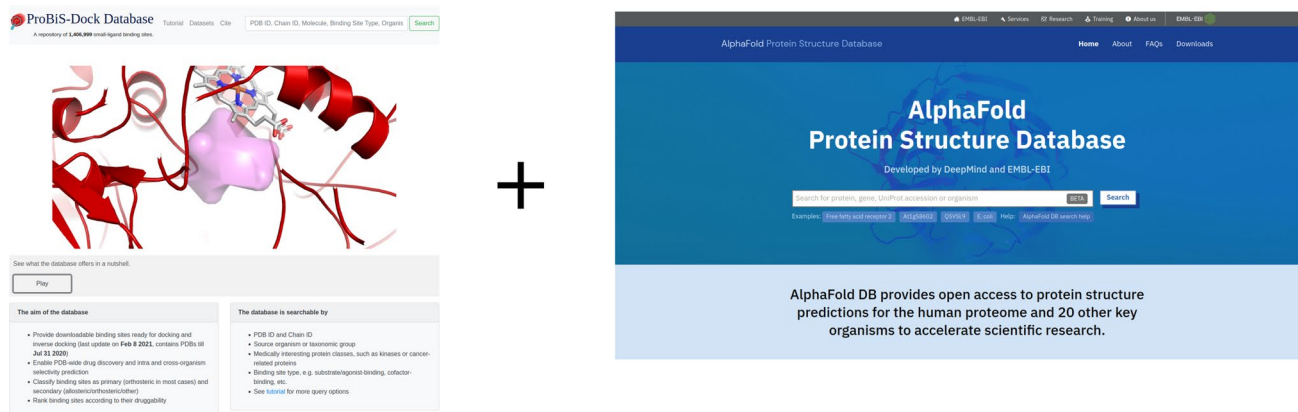 ProBiS-Dock Database
Tutorial Datasets Cite
PDB ID, Chain ID, Molecule, Binding Site Type, Organis
Search
A repository of 1,406,999 small-ligand binding sites.
See what the database offers in a nutshell.
Play
The aim of the database
• Provide downloadable binding sites ready for docking and
inverse docking (last update on Feb 8 2021, contains PDBs till
Jul 31 2020)
• Enable PDB-wide drug discovery and intra and cross-organism
selectivity prediction
• Classify binding sites as primary (orthosteric in most cases) and
secondary (allosteric/orthosteric/other)
• Rank binding sites according to their druggability
The database is searchable by
• PDB ID and Chain ID
• Source organism or taxonomic group
• Medically interesting protein classes, such as kinases or cancer-
related proteins
• Binding site type, e.g. substrate/agonist-binding, cofactor-
binding, etc.
• See tutorial for more query options
+
EMBL-EBI Services Research Training About us EMBL-EBI
AlphaFold Protein Structure Database
Home About FAQs Downloads
AlphaFold
Protein Structure Database
Developed by DeepMind and EMBL-EBI
Search for protein, gene, UniProt accession or organism BETA Search
Examples: Free fatty acid receptor 2 At1g58602 Q5VSL9 E. coli Help: AlphaFold DB search help
AlphaFold DB provides open access to protein structure
predictions for the human proteome and 20 other key
organisms to accelerate scientific research.